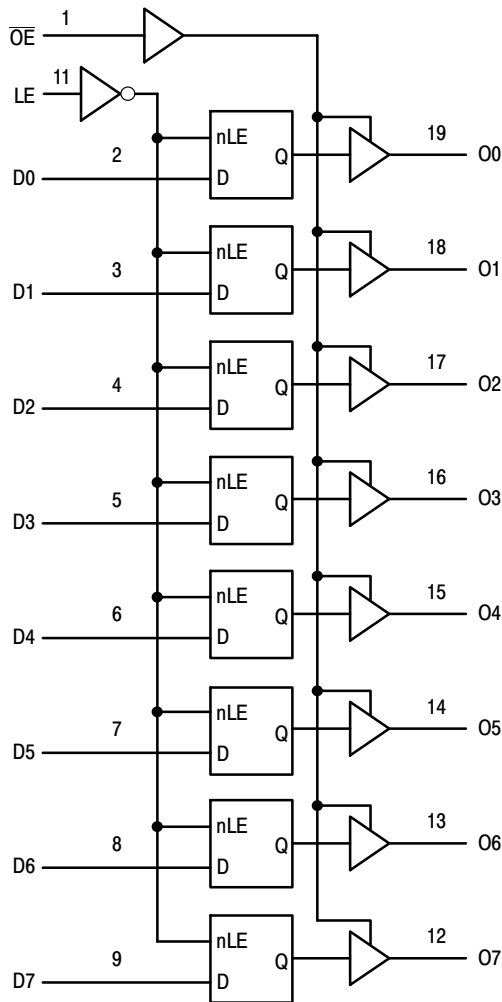 O̅E̅ 1
LE 11
nLE
Q
D
D0 2
19 O0
nLE
Q
D
D1 3
18 O1
nLE
Q
D
D2 4
17 O2
nLE
Q
D
D3 5
16 O3
nLE
Q
D
D4 6
15 O4
nLE
Q
D
D5 7
14 O5
nLE
Q
D
D6 8
13 O6
nLE
Q
D
D7 9
12 O7